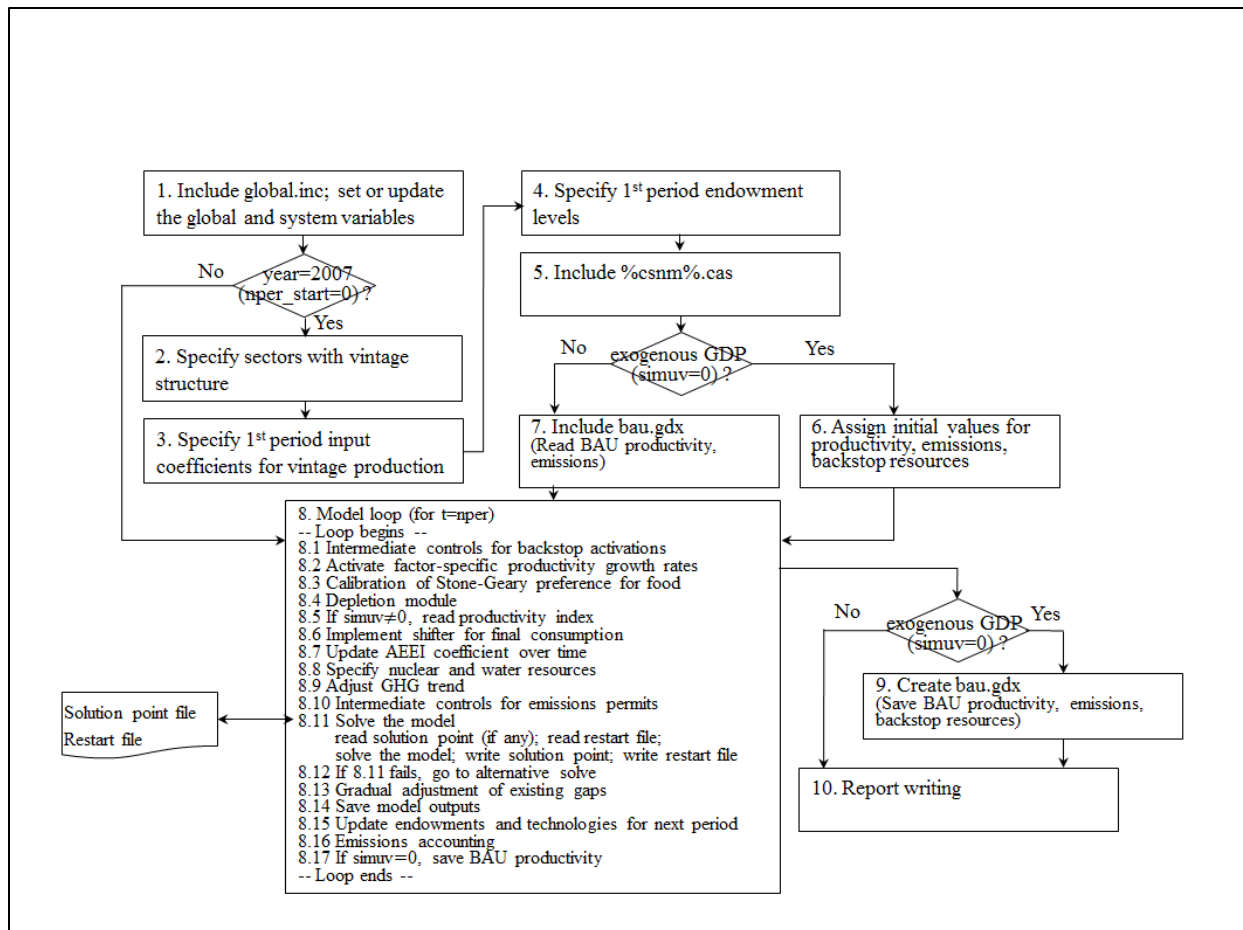 1. Include global.inc; set or update
the global and system variables
No
year=2007
(nper_start=0) ?
Yes
2. Specify sectors with vintage
structure
3. Specify 1st period input
coefficients for vintage production
4. Specify 1st period endowment
levels
5. Include %csnm%.cas
No
exogenous GDP
(simuv=0) ?
Yes
7. Include bau.gdx
(Read BAU productivity,
emissions)
6. Assign initial values for
productivity, emissions,
backstop resources
8. Model loop (for t=nper)
-- Loop begins --
8.1 Intermediate controls for backstop activations
8.2 Activate factor-specific productivity growth rates
8.3 Calibration of Stone-Geary preference for food
8.4 Depletion module
8.5 If simuv≠0, read productivity index
8.6 Implement shifter for final consumption
8.7 Update AEEI coefficient over time
8.8 Specify nuclear and water resources
8.9 Adjust GHG trend
8.10 Intermediate controls for emissions permits
8.11 Solve the model
read solution point (if any); read restart file;
solve the model; write solution point; write restart file
8.12 If 8.11 fails, go to alternative solve
8.13 Gradual adjustment of existing gaps
8.14 Save model outputs
8.15 Update endowments and technologies for next period
8.16 Emissions accounting
8.17 If simuv=0, save BAU productivity
-- Loop ends --
Solution point file
Restart file
No
exogenous GDP
(simuv=0) ?
Yes
9. Create bau.gdx
(Save BAU productivity, emissions,
backstop resources)
10. Report writing